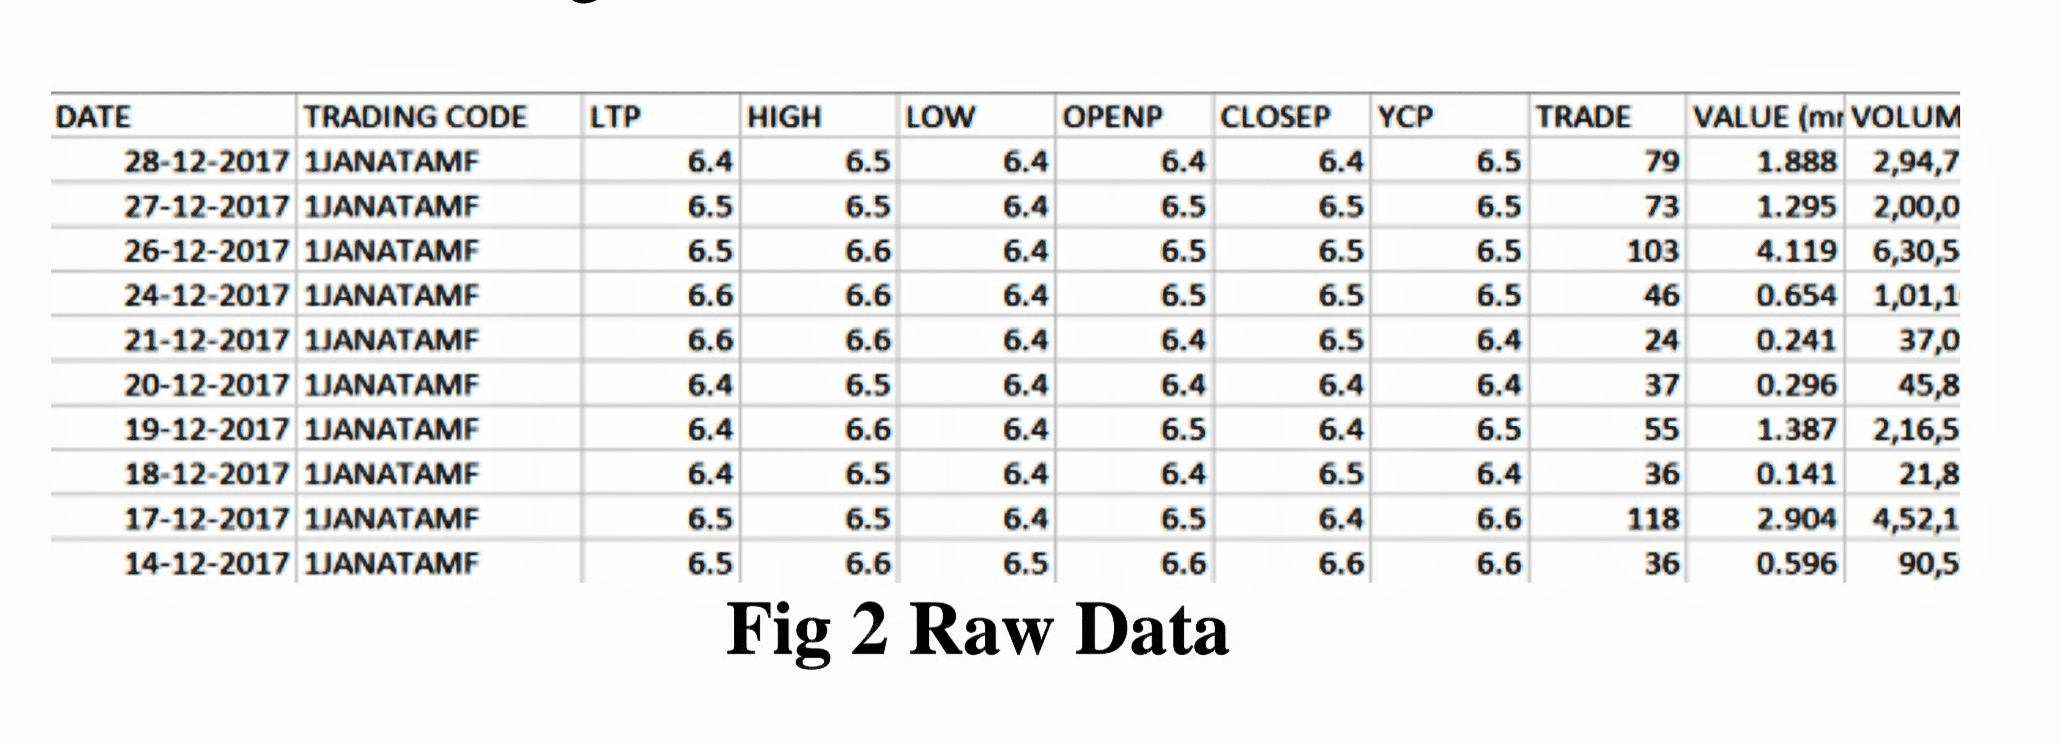 DATE TRADING CODE LTP HIGH LOW OPENP CLOSEP YCP TRADE VALUE (mn VOLUM
28-12-2017 1JANATAMF 6.4 6.5 6.4 6.4 6.4 6.5 79 1.888 2,94,7
27-12-2017 1JANATAMF 6.5 6.5 6.4 6.5 6.5 6.5 73 1.295 2,00,0
26-12-2017 1JANATAMF 6.5 6.6 6.4 6.5 6.5 6.5 103 4.119 6,30,5
24-12-2017 1JANATAMF 6.6 6.6 6.4 6.5 6.5 6.5 46 0.654 1,01,1
21-12-2017 1JANATAMF 6.6 6.6 6.4 6.4 6.5 6.4 24 0.241 37,0
20-12-2017 1JANATAMF 6.4 6.5 6.4 6.4 6.4 6.4 37 0.296 45,8
19-12-2017 1JANATAMF 6.4 6.6 6.4 6.5 6.4 6.5 55 1.387 2,16,5
18-12-2017 1JANATAMF 6.4 6.5 6.4 6.4 6.5 6.4 36 0.141 21,8
17-12-2017 1JANATAMF 6.5 6.5 6.4 6.5 6.4 6.6 118 2.904 4,52,1
14-12-2017 1JANATAMF 6.5 6.6 6.5 6.6 6.6 6.6 36 0.596 90,5
Fig 2 Raw Data